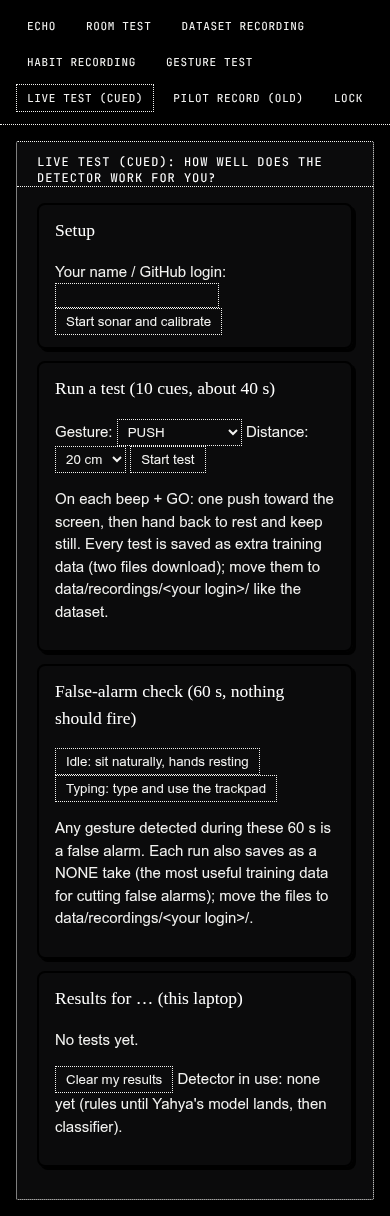 ECHO ROOM TEST DATASET RECORDING
HABIT RECORDING GESTURE TEST
LIVE TEST (CUED) PILOT RECORD (OLD) LOCK
LIVE TEST (CUED): HOW WELL DOES THE
DETECTOR WORK FOR YOU?
Setup
Your name / GitHub login:
Start sonar and calibrate
Run a test (10 cues, about 40 s)
Gesture: PUSH Distance:
20 cm Start test
On each beep + GO: one push toward the
screen, then hand back to rest and keep
still. Every test is saved as extra training
data (two files download); move them to
data/recordings/<your login>/ like the
dataset.
False-alarm check (60 s, nothing
should fire)
Idle: sit naturally, hands resting
Typing: type and use the trackpad
Any gesture detected during these 60 s is
a false alarm. Each run also saves as a
NONE take (the most useful training data
for cutting false alarms); move the files to
data/recordings/<your login>/.
Results for … (this laptop)
No tests yet.
Clear my results Detector in use: none
yet (rules until Yahya's model lands, then
classifier).